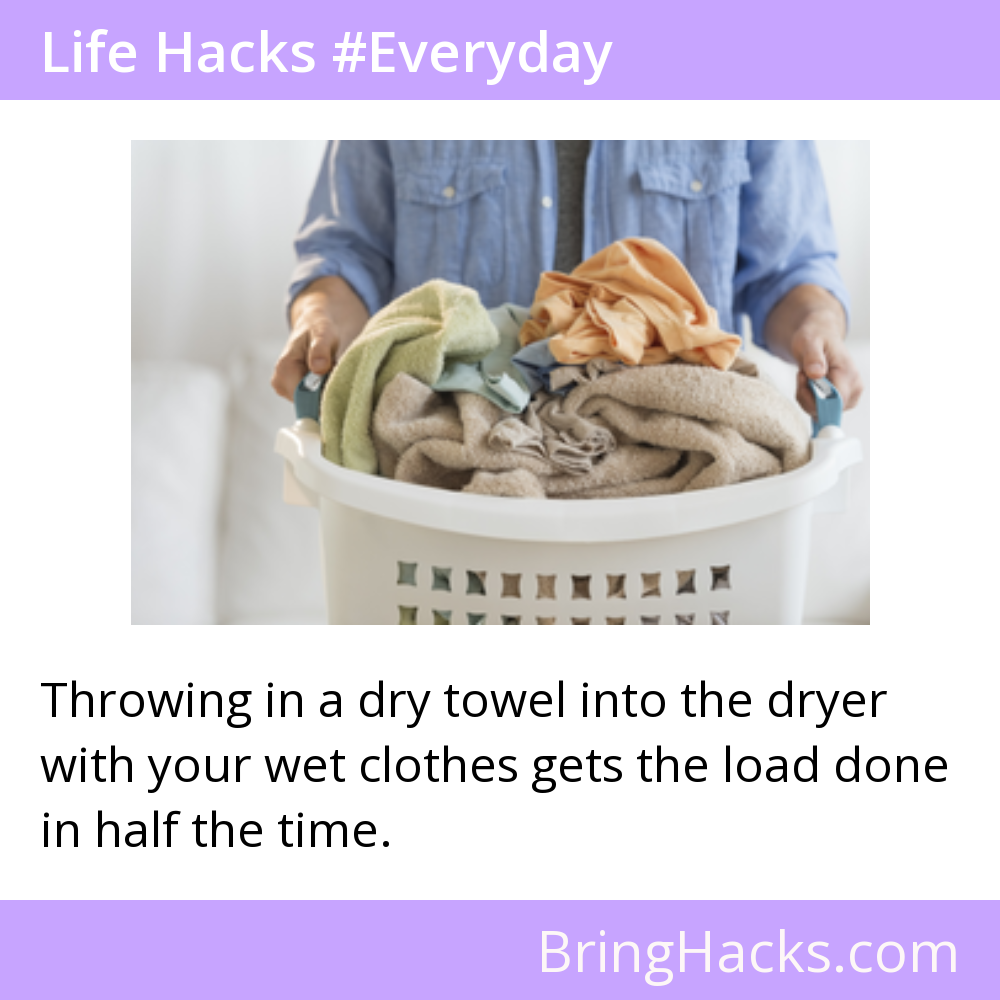 Life Hacks #Everyday
Throwing in a dry towel into the dryer
with your wet clothes gets the load done
in half the time.
BringHacks.com